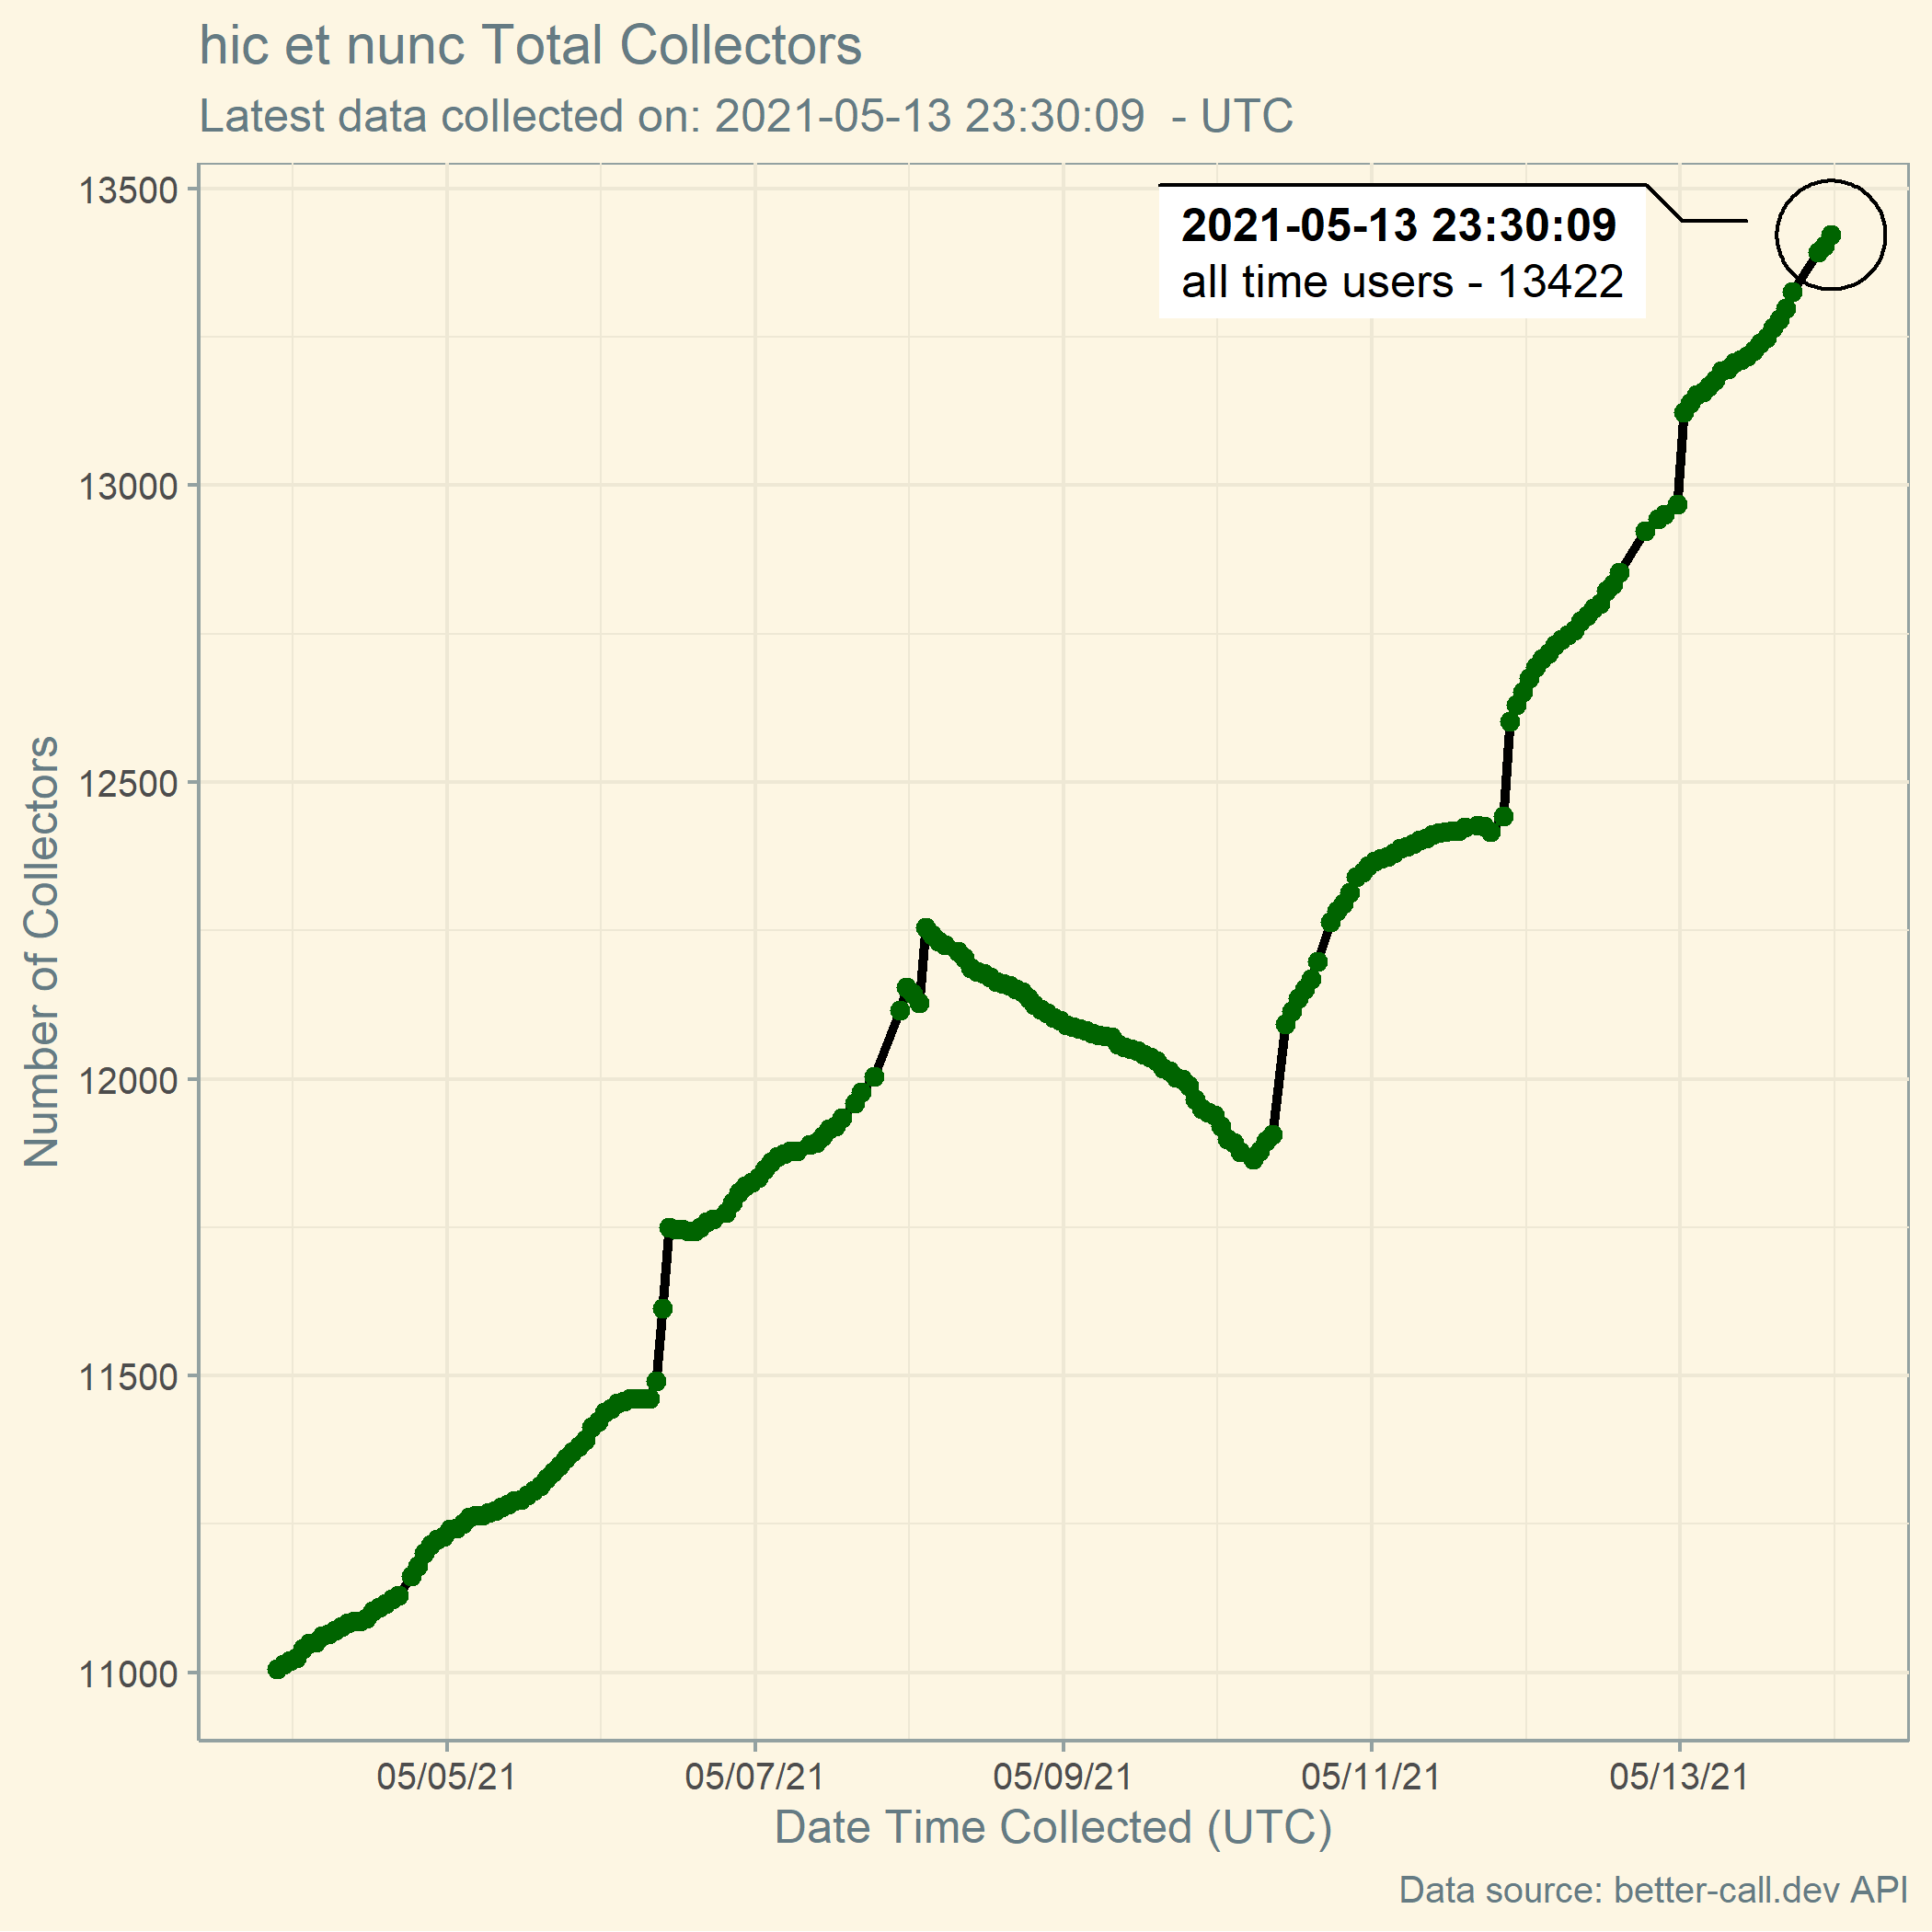 hic et nunc Total Collectors
Latest data collected on: 2021-05-13 23:30:09  - UTC
13500
2021-05-13 23:30:09
all time users - 13422
13000
12500
Number of Collectors
12000
11500
11000
05/05/21
05/07/21
05/09/21
05/11/21
05/13/21
Date Time Collected (UTC)
Data source: better-call.dev API